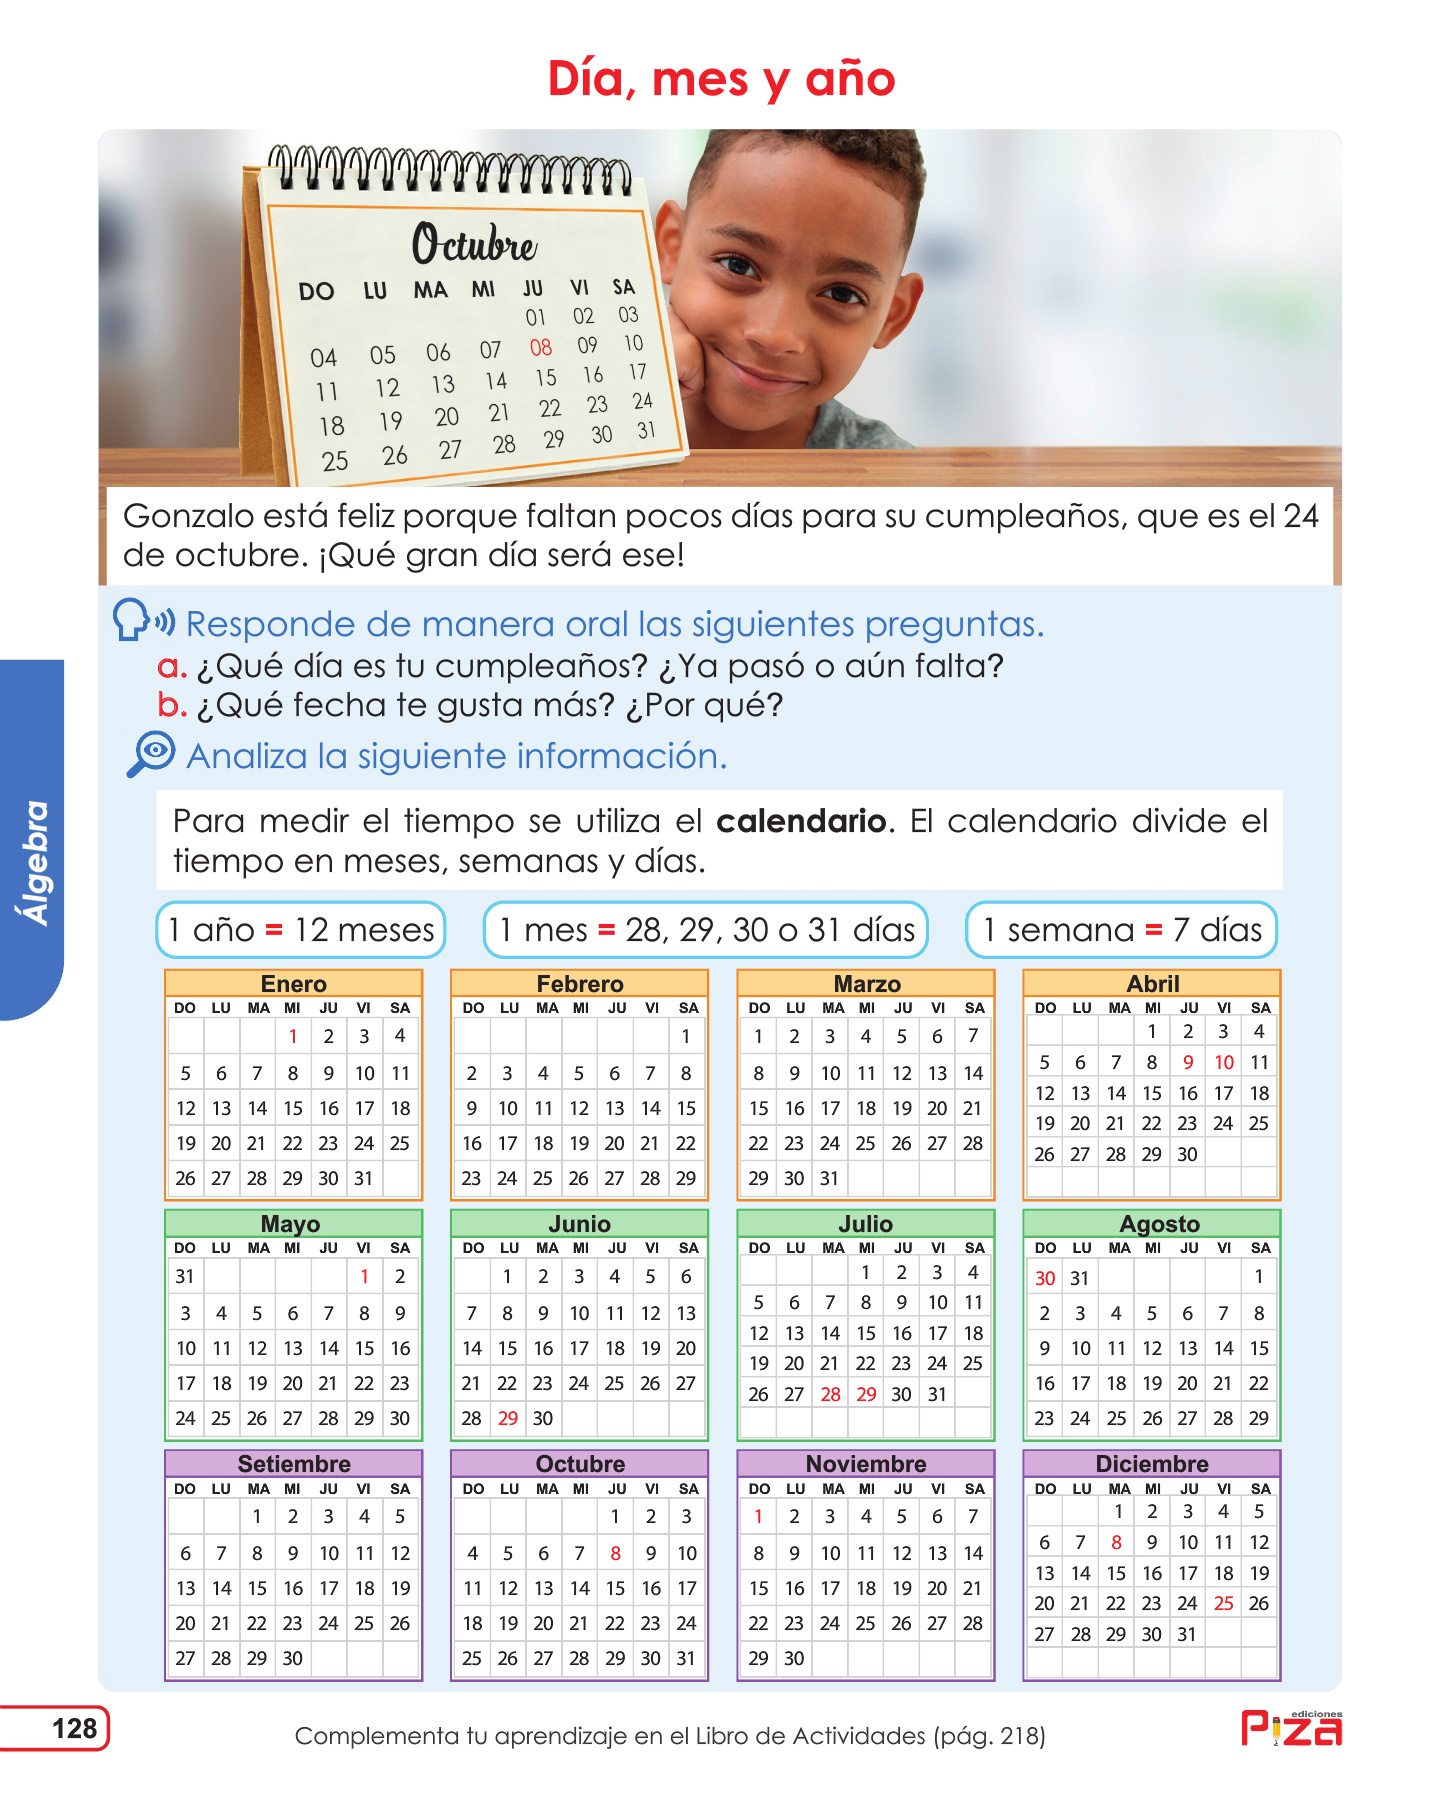 Día, mes y año
Octubre
DO LU MA MI JU VI SA
01 02 03
04 05 06 07 08 09 10
11 12 13 14 15 16 17
18 19 20 21 22 23 24
25 26 27 28 29 30 31
Gonzalo está feliz porque faltan pocos días para su cumpleaños, que es el 24
de octubre. ¡Qué gran día será ese!
Responde de manera oral las siguientes preguntas.
a. ¿Qué día es tu cumpleaños? ¿Ya pasó o aún falta?
b. ¿Qué fecha te gusta más? ¿Por qué?
Analiza la siguiente información.
Para medir el tiempo se utiliza el calendario. El calendario divide el
tiempo en meses, semanas y días.
Álgebra
1 año = 12 meses
1 mes = 28, 29, 30 o 31 días
1 semana = 7 días
Enero
DO LU MA MI JU VI SA
1 2 3 4
5 6 7 8 9 10 11
12 13 14 15 16 17 18
19 20 21 22 23 24 25
26 27 28 29 30 31
Febrero
DO LU MA MI JU VI SA
1
2 3 4 5 6 7 8
9 10 11 12 13 14 15
16 17 18 19 20 21 22
23 24 25 26 27 28 29
Marzo
DO LU MA MI JU VI SA
1 2 3 4 5 6 7
8 9 10 11 12 13 14
15 16 17 18 19 20 21
22 23 24 25 26 27 28
29 30 31
Abril
DO LU MA MI JU VI SA
1 2 3 4
5 6 7 8 9 10 11
12 13 14 15 16 17 18
19 20 21 22 23 24 25
26 27 28 29 30
Mayo
DO LU MA MI JU VI SA
31 1 2
3 4 5 6 7 8 9
10 11 12 13 14 15 16
17 18 19 20 21 22 23
24 25 26 27 28 29 30
Junio
DO LU MA MI JU VI SA
1 2 3 4 5 6
7 8 9 10 11 12 13
14 15 16 17 18 19 20
21 22 23 24 25 26 27
28 29 30
Julio
DO LU MA MI JU VI SA
1 2 3 4
5 6 7 8 9 10 11
12 13 14 15 16 17 18
19 20 21 22 23 24 25
26 27 28 29 30 31
Agosto
DO LU MA MI JU VI SA
30 31 1
2 3 4 5 6 7 8
9 10 11 12 13 14 15
16 17 18 19 20 21 22
23 24 25 26 27 28 29
Setiembre
DO LU MA MI JU VI SA
1 2 3 4 5
6 7 8 9 10 11 12
13 14 15 16 17 18 19
20 21 22 23 24 25 26
27 28 29 30
Octubre
DO LU MA MI JU VI SA
1 2 3
4 5 6 7 8 9 10
11 12 13 14 15 16 17
18 19 20 21 22 23 24
25 26 27 28 29 30 31
Noviembre
DO LU MA MI JU VI SA
1 2 3 4 5 6 7
8 9 10 11 12 13 14
15 16 17 18 19 20 21
22 23 24 25 26 27 28
29 30
Diciembre
DO LU MA MI JU VI SA
1 2 3 4 5
6 7 8 9 10 11 12
13 14 15 16 17 18 19
20 21 22 23 24 25 26
27 28 29 30 31
128
Complementa tu aprendizaje en el Libro de Actividades (pág. 218)
ediciones
Piza